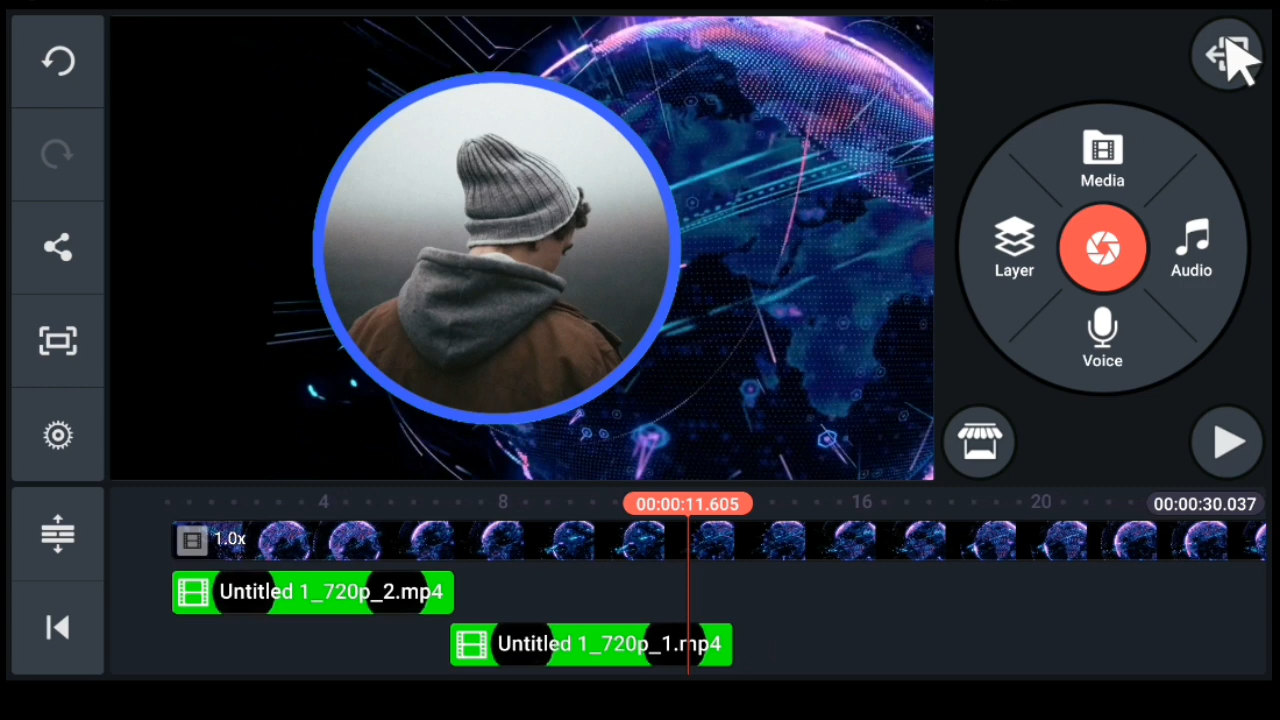 Media
Layer
Audio
Voice
4
8
00:00:11.605
16
20
00:00:30.037
1.0x
Untitled 1_720p_2.mp4
Untitled 1_720p_1.mp4